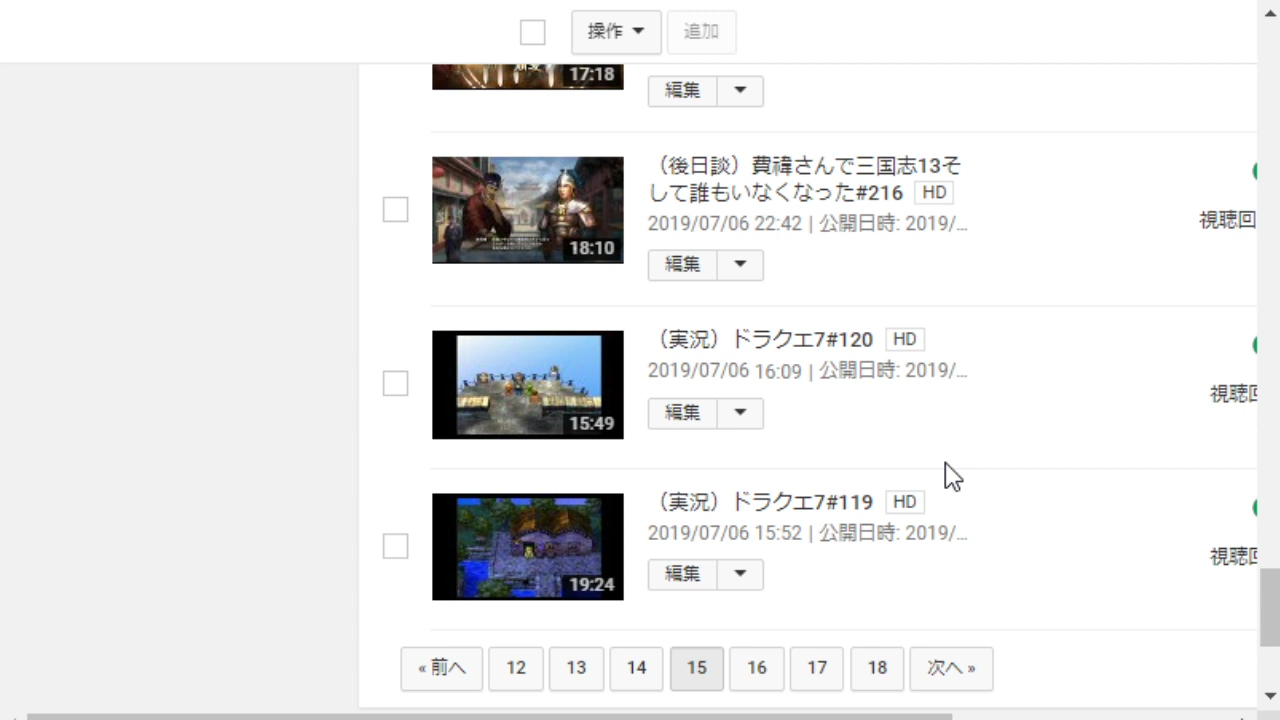 操作 追加
17:18
編集
（後日談）費禕さんで三国志13そ
して誰もいなくなった#216 HD
2019/07/06 22:42 | 公開日時: 2019/...
視聴回
18:10
編集
（実況）ドラクエ7#120 HD
2019/07/06 16:09 | 公開日時: 2019/...
視聴回
15:49
編集
（実況）ドラクエ7#119 HD
2019/07/06 15:52 | 公開日時: 2019/...
視聴回
19:24
編集
« 前へ 12 13 14 15 16 17 18 次へ »